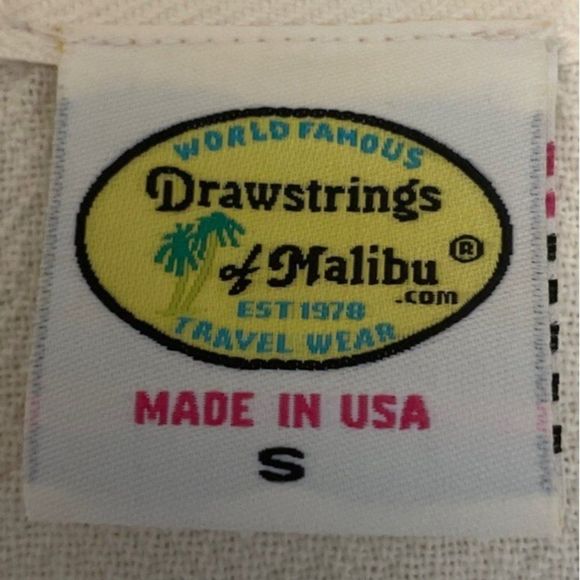 WORLD FAMOUS
Drawstrings
of Malibu ®
.COM
EST 1978
TRAVEL WEAR
MADE IN USA
S